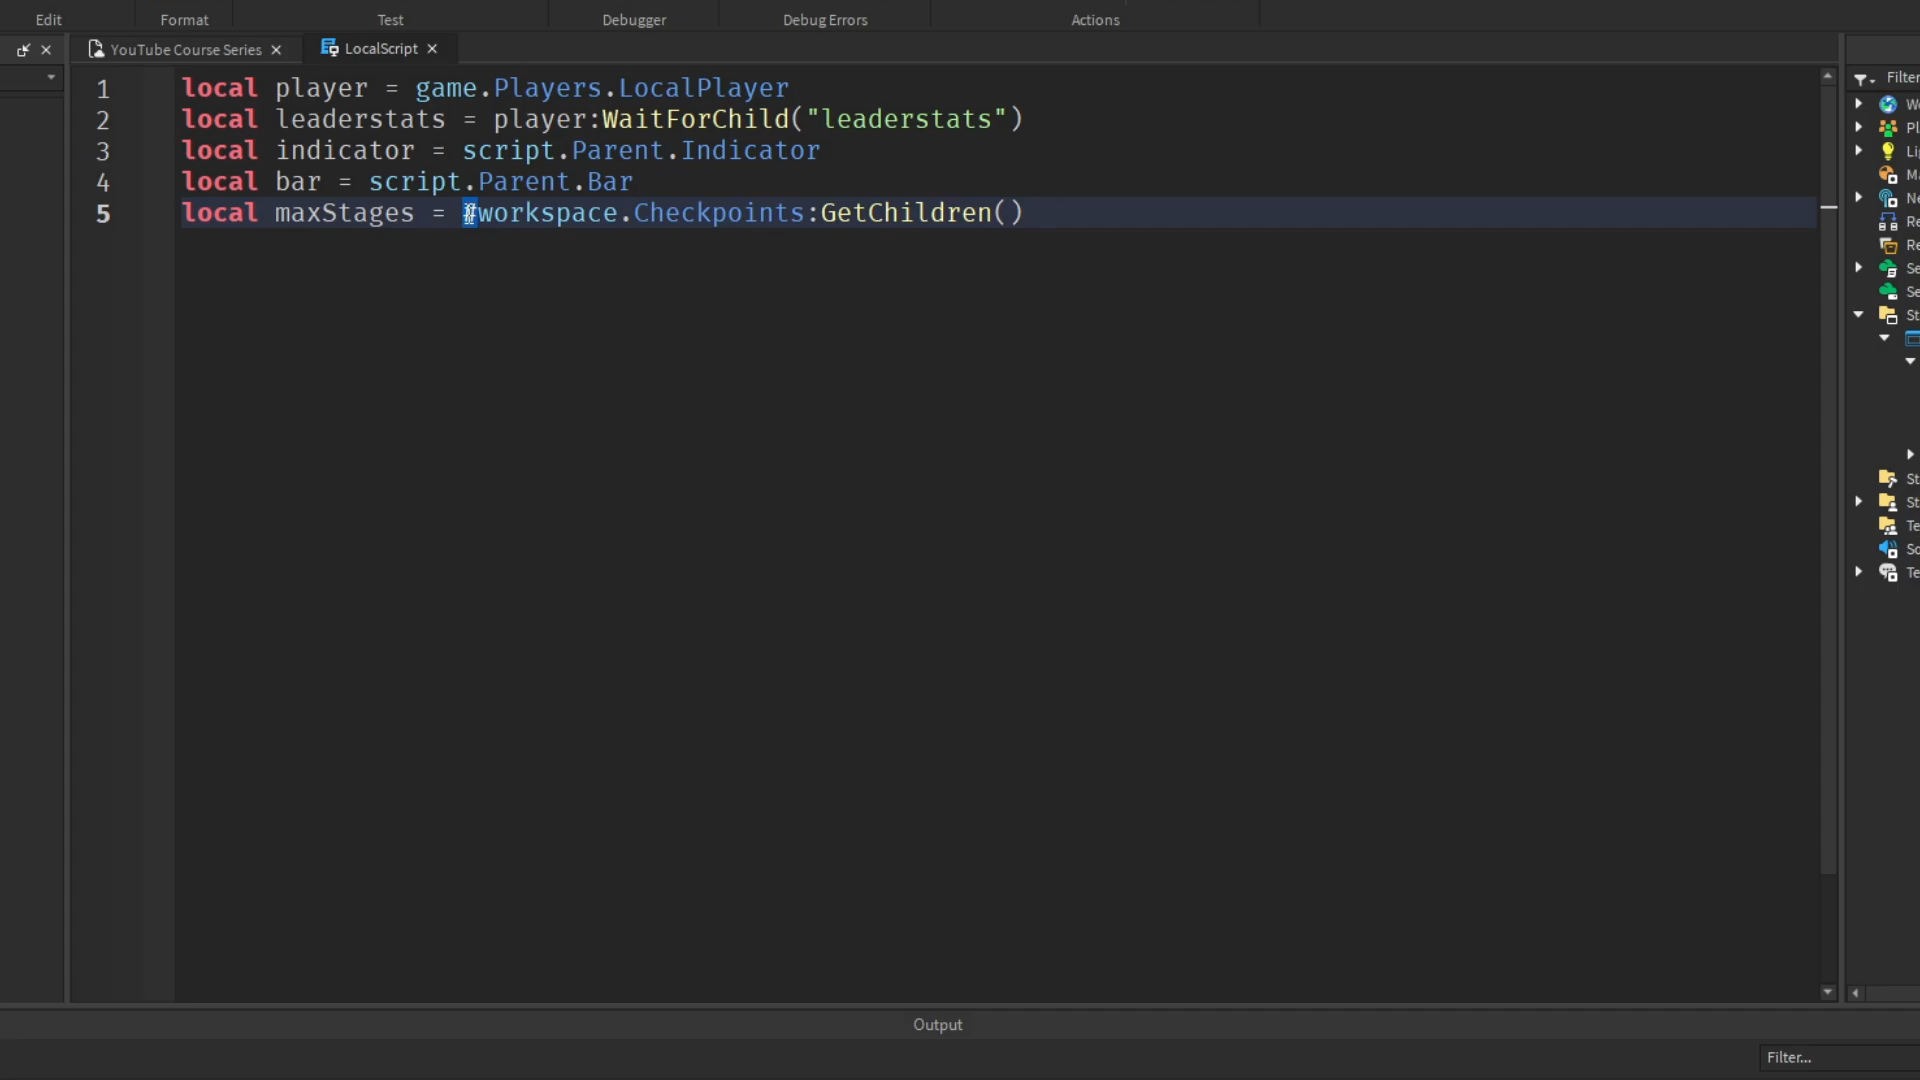 Edit Format Test Debugger Debug Errors Actions
YouTube Course Series LocalScript
Filter
1 local player = game.Players.LocalPlayer
2 local leaderstats = player:WaitForChild("leaderstats")
3 local indicator = script.Parent.Indicator
4 local bar = script.Parent.Bar
5 local maxStages = #workspace.Checkpoints:GetChildren()
Output
Filter...